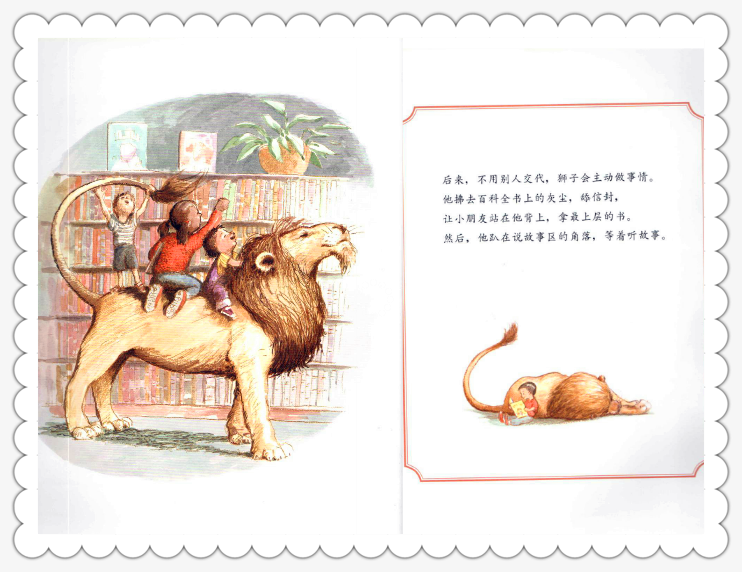 后来，不用别人交代，狮子会主动做事情。
他拂去百科全书上的灰尘，舔信封，
让小朋友站在他背上，拿最上层的书。
然后，他趴在说故事区的角落，等着听故事。